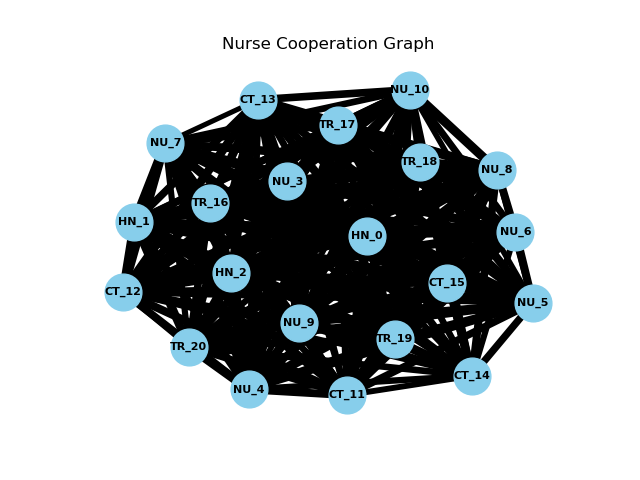 Nurse Cooperation Graph
NU_10
CT_13
TR_17
NU_7
TR_18
NU_8
NU_3
TR_16
HN_1
NU_6
HN_0
HN_2
CT_15
CT_12
NU_5
NU_9
TR_19
TR_20
CT_14
NU_4
CT_11